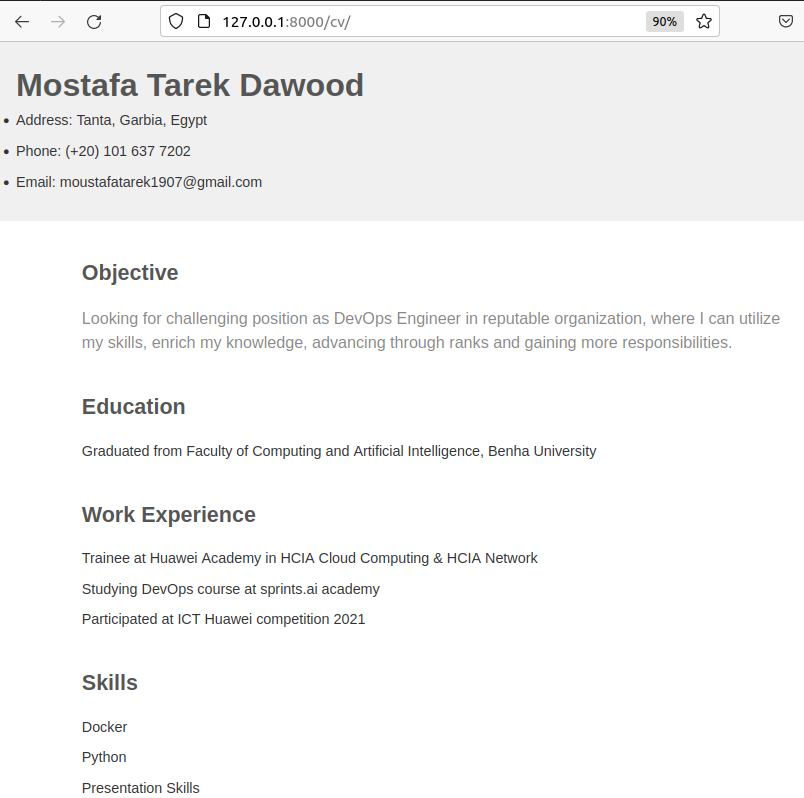 127.0.0.1:8000/cv/
90%
Mostafa Tarek Dawood
• Address: Tanta, Garbia, Egypt
• Phone: (+20) 101 637 7202
• Email: moustafatarek1907@gmail.com
Objective
Looking for challenging position as DevOps Engineer in reputable organization, where I can utilize
my skills, enrich my knowledge, advancing through ranks and gaining more responsibilities.
Education
Graduated from Faculty of Computing and Artificial Intelligence, Benha University
Work Experience
Trainee at Huawei Academy in HCIA Cloud Computing & HCIA Network
Studying DevOps course at sprints.ai academy
Participated at ICT Huawei competition 2021
Skills
Docker
Python
Presentation Skills